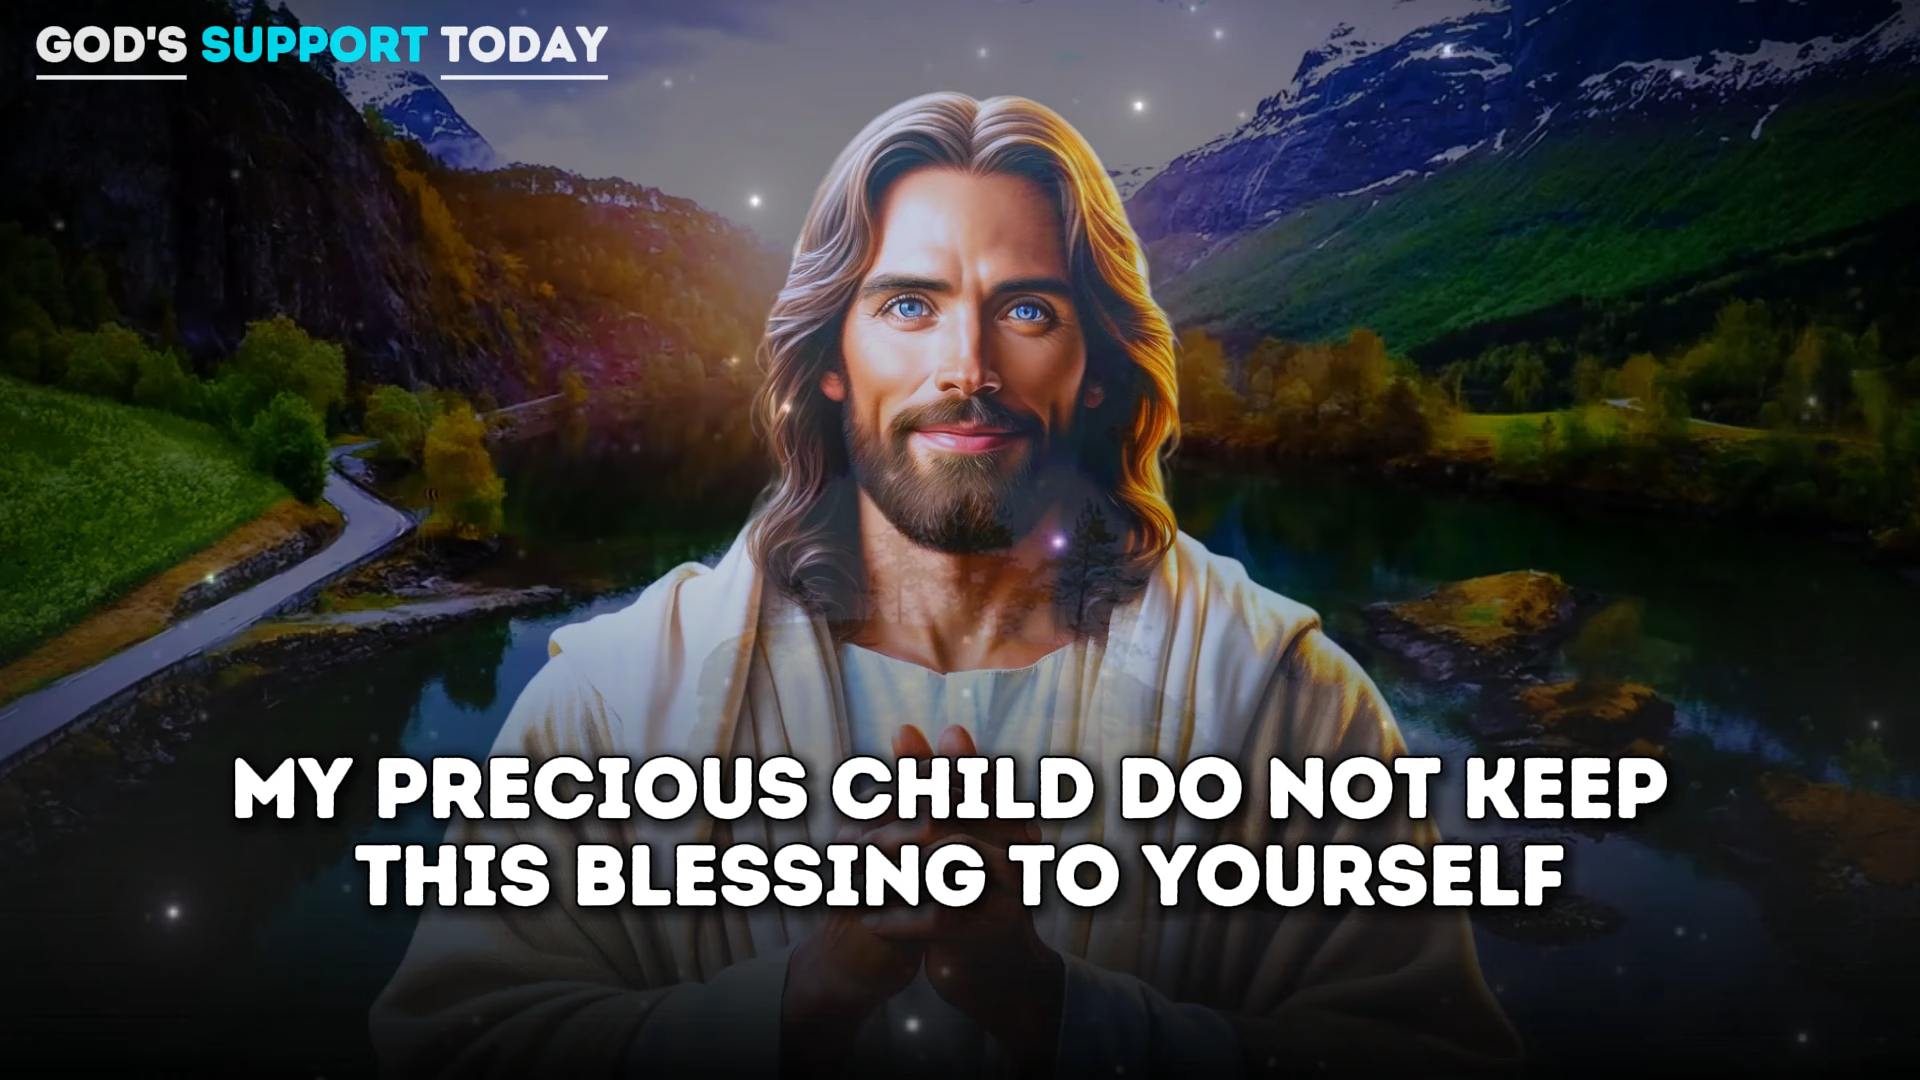 GOD'S SUPPORT TODAY
MY PRECIOUS CHILD DO NOT KEEP
THIS BLESSING TO YOURSELF